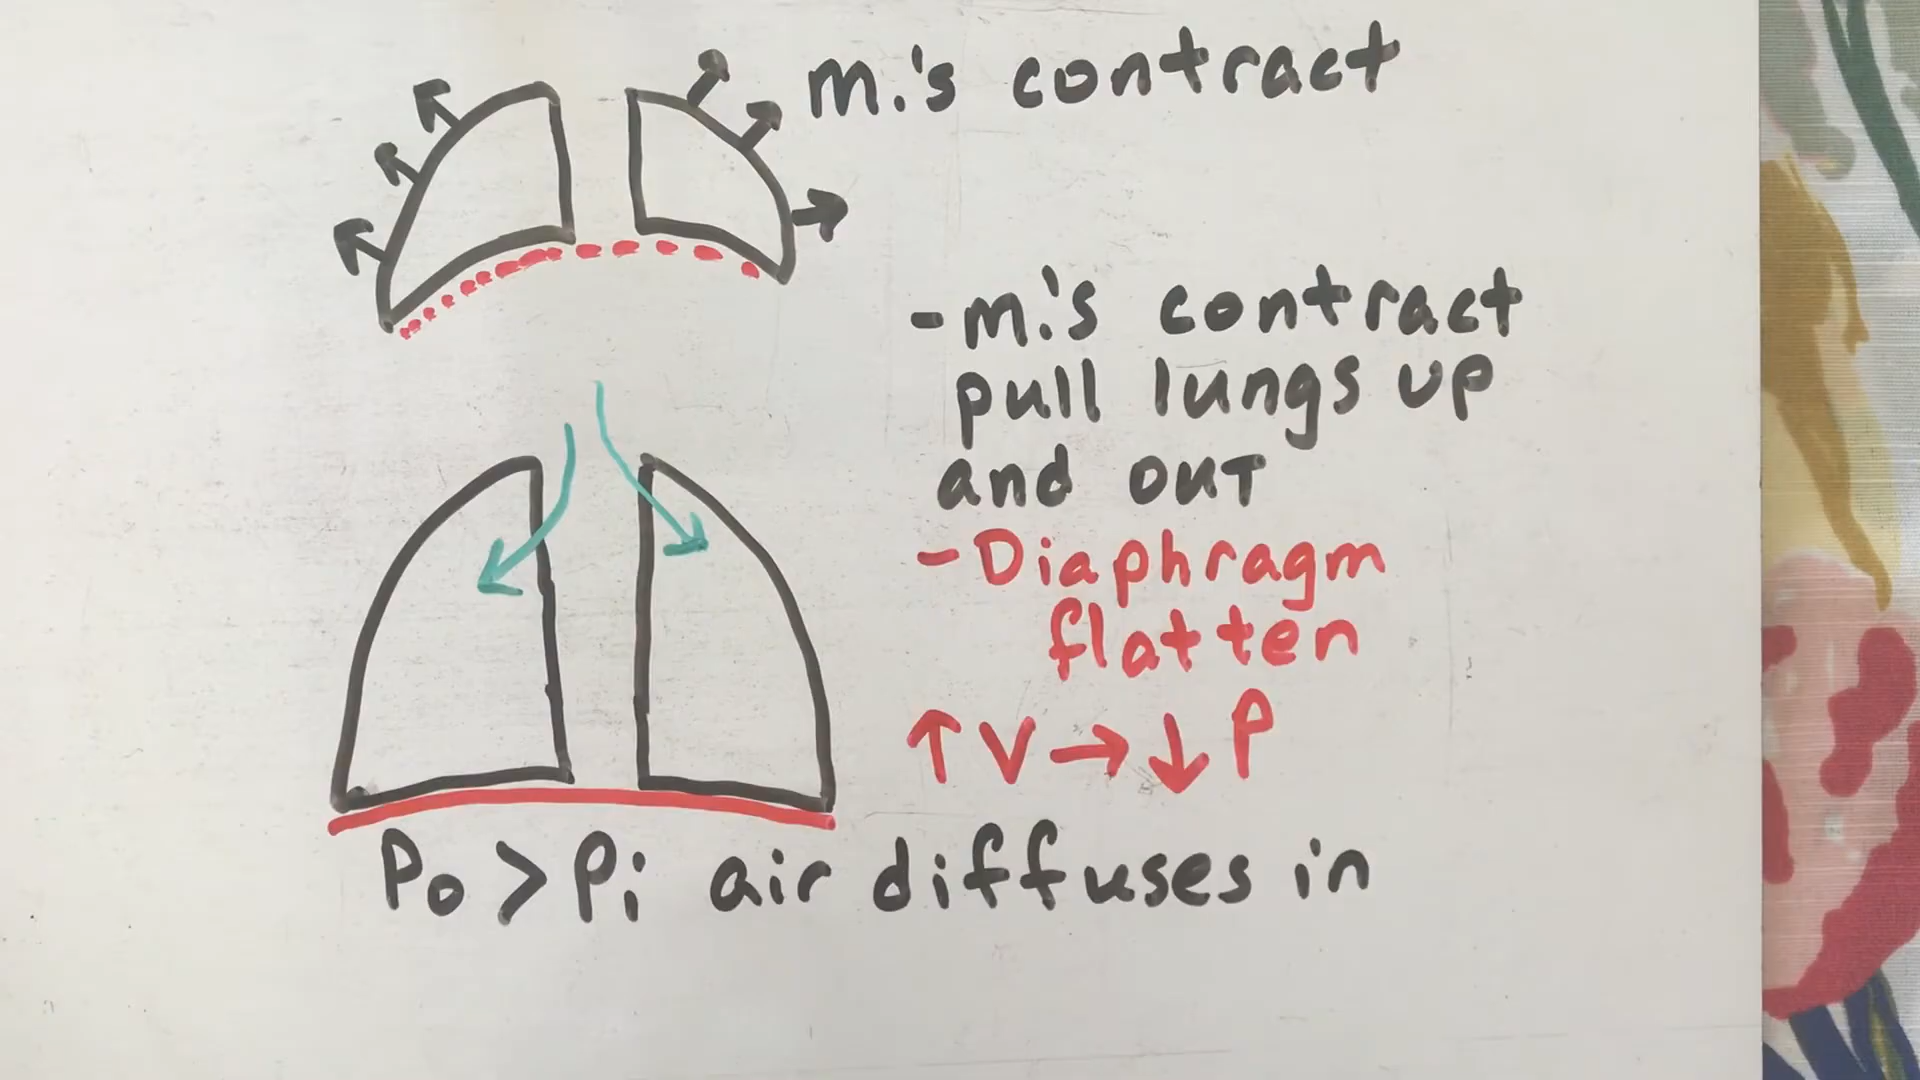 m.'s contract
- m.'s contract
pull lungs up
and out
- Diaphragm
flatten
↑ V → ↓ P
Po > Pi air diffuses in